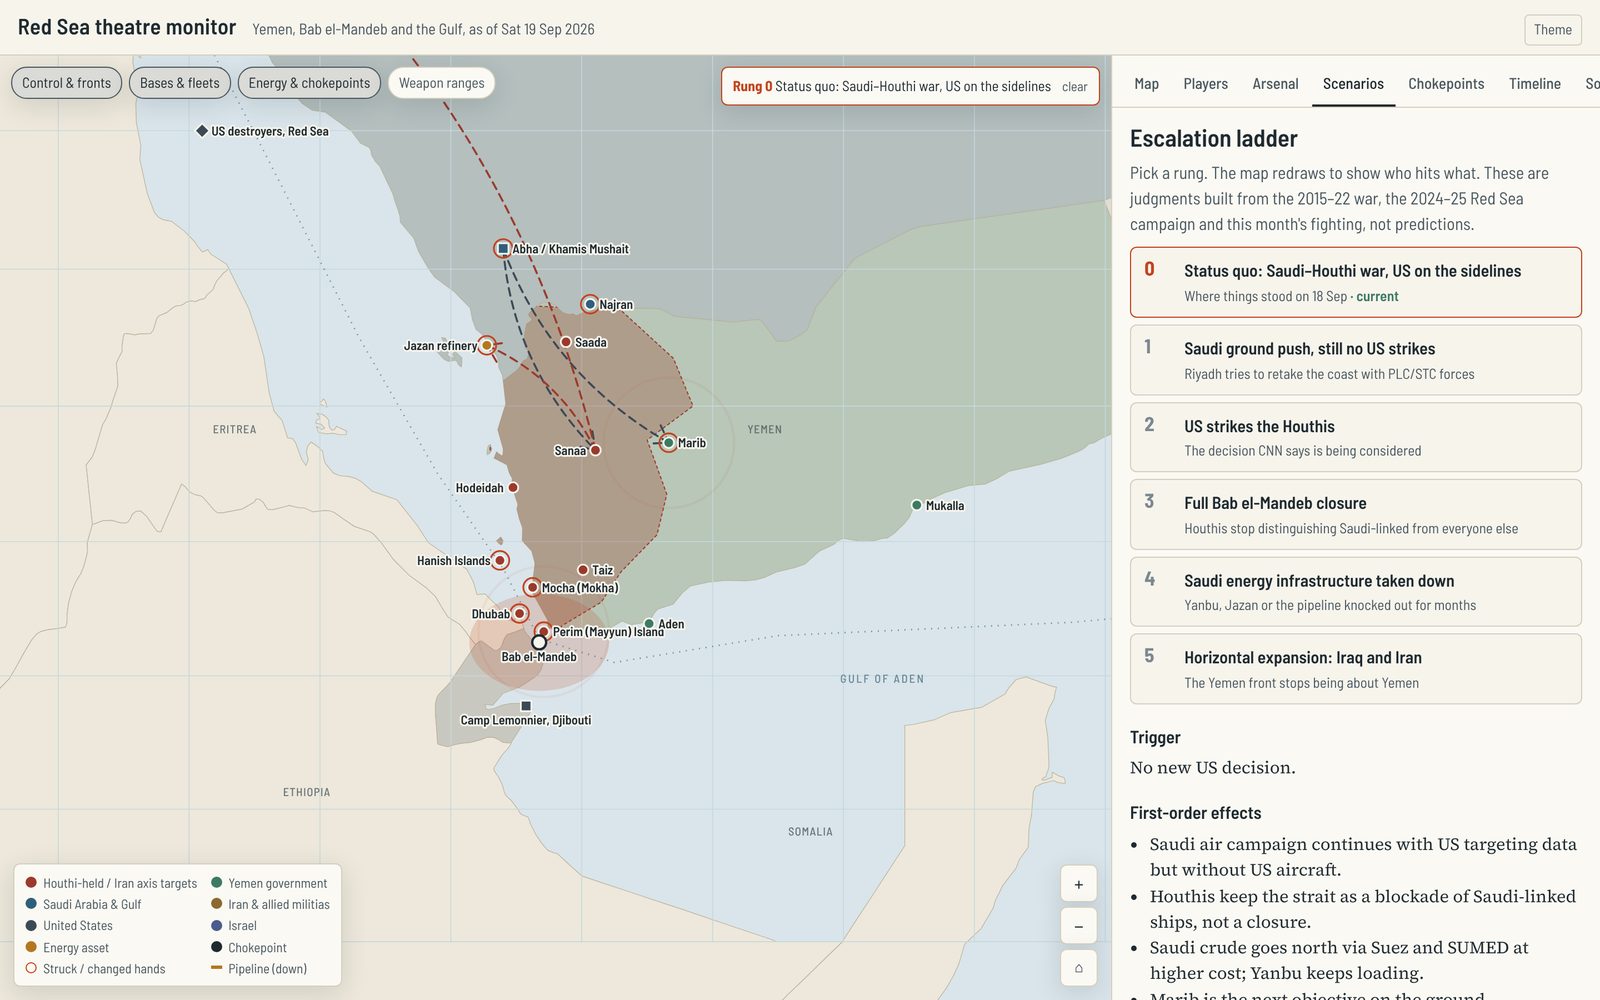 Red Sea theatre monitor
Yemen, Bab el-Mandeb and the Gulf, as of Sat 19 Sep 2026
Theme
Control & fronts
Bases & fleets
Energy & chokepoints
Weapon ranges
Rung 0 Status quo: Saudi–Houthi war, US on the sidelines
clear
US destroyers, Red Sea
Abha / Khamis Mushait
Najran
Jazan refinery
Saada
ERITREA
YEMEN
Marib
Sanaa
Hodeidah
Mukalla
Hanish Islands
Taiz
Mocha (Mokha)
Dhubab
Aden
Perim (Mayyun) Island
Bab el-Mandeb
GULF OF ADEN
Camp Lemonnier, Djibouti
ETHIOPIA
SOMALIA
Houthi-held / Iran axis targets
Yemen government
Saudi Arabia & Gulf
Iran & allied militias
United States
Israel
Energy asset
Chokepoint
Struck / changed hands
Pipeline (down)
+
−
⌂
Map
Players
Arsenal
Scenarios
Chokepoints
Timeline
So
Escalation ladder
Pick a rung. The map redraws to show who hits what. These are
judgments built from the 2015–22 war, the 2024–25 Red Sea
campaign and this month's fighting, not predictions.
0
Status quo: Saudi–Houthi war, US on the sidelines
Where things stood on 18 Sep · current
1
Saudi ground push, still no US strikes
Riyadh tries to retake the coast with PLC/STC forces
2
US strikes the Houthis
The decision CNN says is being considered
3
Full Bab el-Mandeb closure
Houthis stop distinguishing Saudi-linked from everyone else
4
Saudi energy infrastructure taken down
Yanbu, Jazan or the pipeline knocked out for months
5
Horizontal expansion: Iraq and Iran
The Yemen front stops being about Yemen
Trigger
No new US decision.
First-order effects
• Saudi air campaign continues with US targeting data
but without US aircraft.
• Houthis keep the strait as a blockade of Saudi-linked
ships, not a closure.
• Saudi crude goes north via Suez and SUMED at
higher cost; Yanbu keeps loading.
• Marib is the next objective on the ground